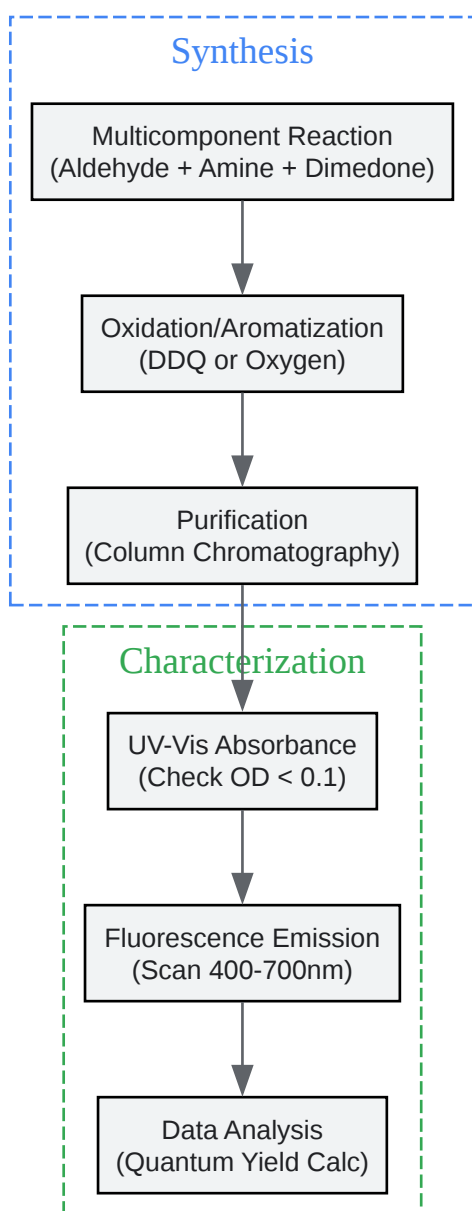 Synthesis
Multicomponent Reaction
(Aldehyde + Amine + Dimedone)
Oxidation/Aromatization
(DDQ or Oxygen)
Purification
(Column Chromatography)
Characterization
UV-Vis Absorbance
(Check OD < 0.1)
Fluorescence Emission
(Scan 400-700nm)
Data Analysis
(Quantum Yield Calc)